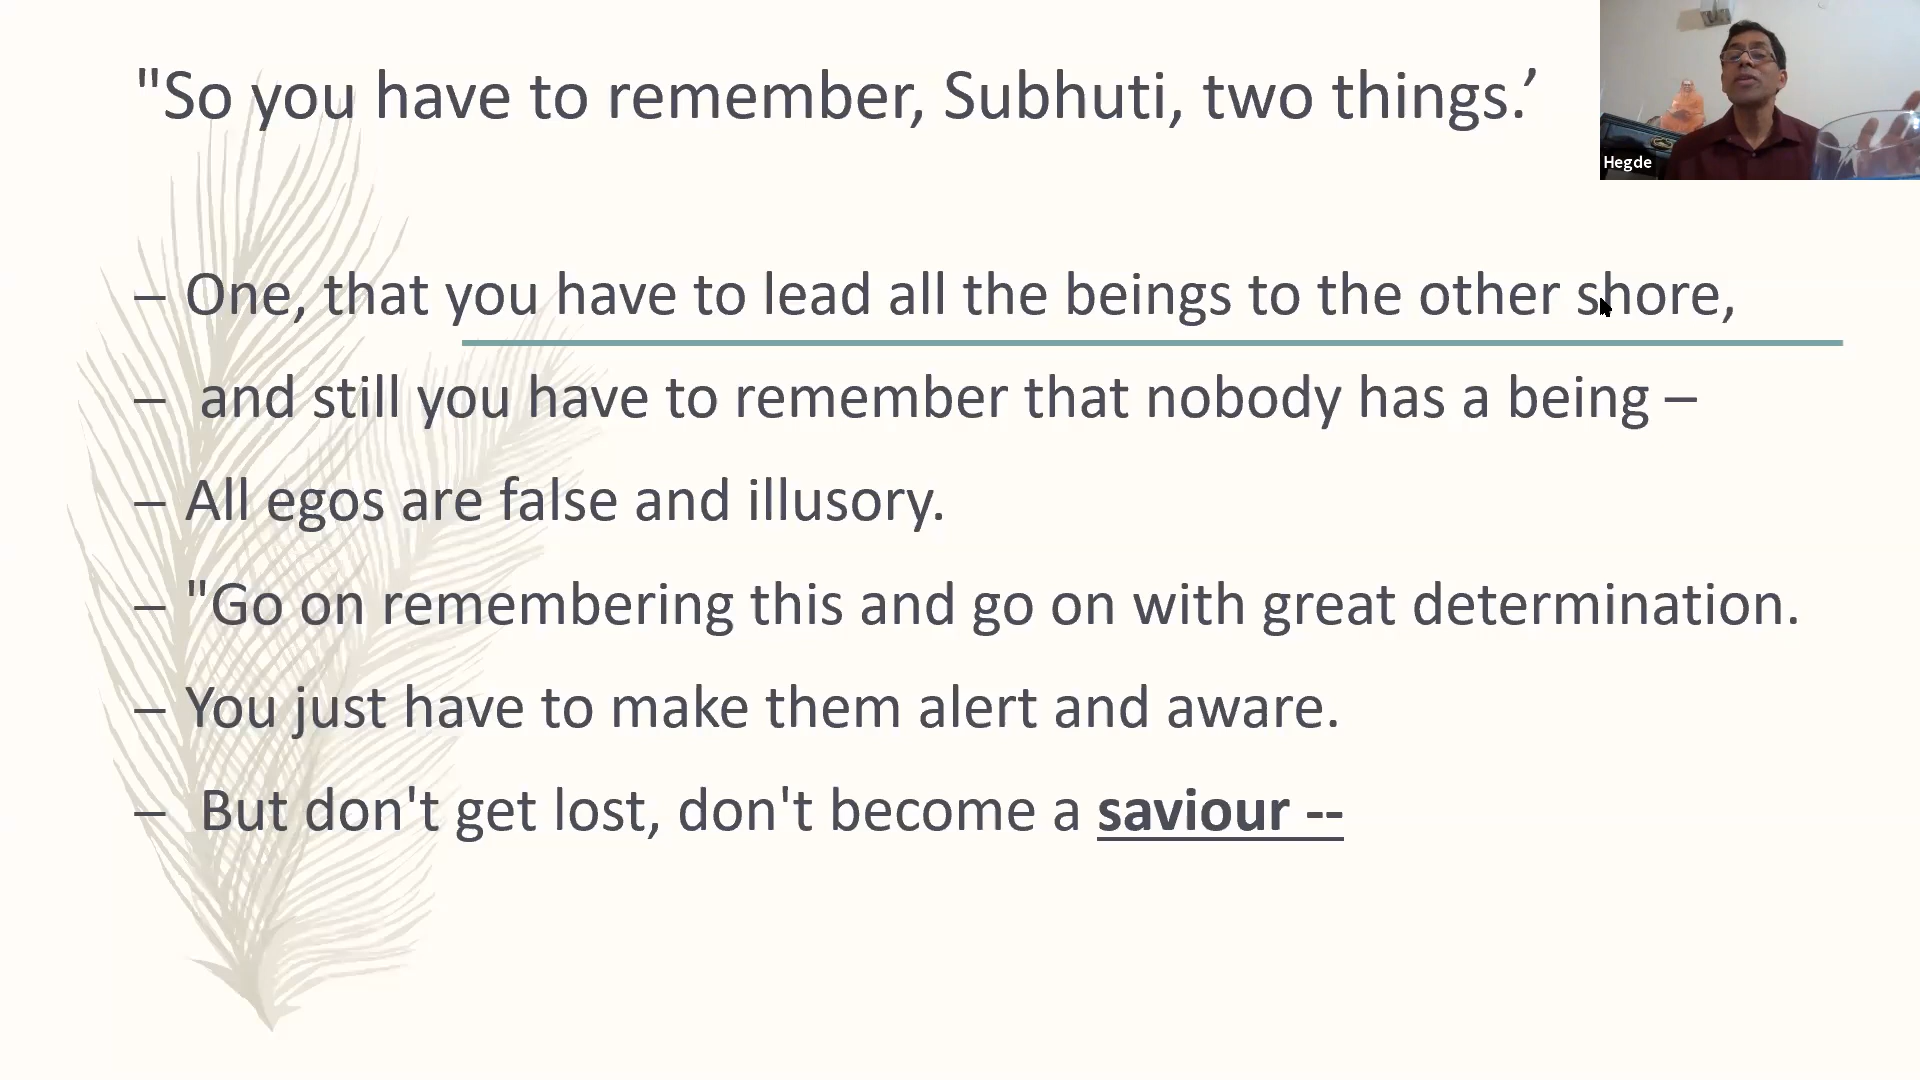 "So you have to remember, Subhuti, two things.’
Hegde
– One, that you have to lead all the beings to the other shore,
– and still you have to remember that nobody has a being –
– All egos are false and illusory.
– "Go on remembering this and go on with great determination.
– You just have to make them alert and aware.
– But don't get lost, don't become a saviour --